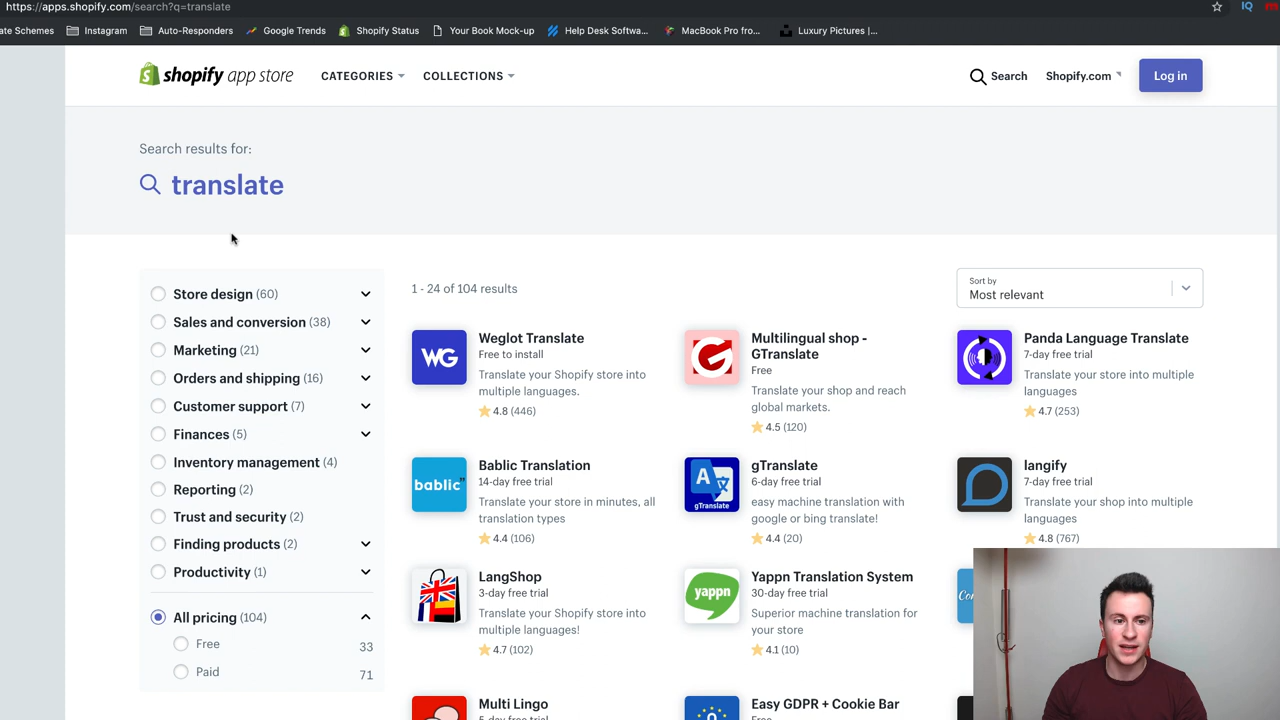 https://apps.shopify.com/search?q=translate
ate Schemes
Instagram
Auto-Responders
Google Trends
Shopify Status
Your Book Mock-up
Help Desk Softwa...
MacBook Pro fro...
Luxury Pictures |...
IQ
shopify app store
CATEGORIES
COLLECTIONS
Search
Shopify.com
Log in
Search results for:
translate
Store design (60)
Sales and conversion (38)
Marketing (21)
Orders and shipping (16)
Customer support (7)
Finances (5)
Inventory management (4)
Reporting (2)
Trust and security (2)
Finding products (2)
Productivity (1)
All pricing (104)
Free 33
Paid 71
1 - 24 of 104 results
Sort by
Most relevant
WG
Weglot Translate
Free to install
Translate your Shopify store into
multiple languages.
4.8 (446)
G
Multilingual shop -
GTranslate
Free
Translate your shop and reach
global markets.
4.5 (120)
Panda Language Translate
7-day free trial
Translate your store into multiple
languages
4.7 (253)
bablic
Bablic Translation
14-day free trial
Translate your store in minutes, all
translation types
4.4 (106)
A
gTranslate
gTranslate
6-day free trial
easy machine translation with
google or bing translate!
4.4 (20)
langify
7-day free trial
Translate your shop into multiple
languages
4.8 (767)
LangShop
3-day free trial
Translate your Shopify store into
multiple languages!
4.7 (102)
yappn
Yappn Translation System
30-day free trial
Superior machine translation for
your store
4.1 (10)
Multi Lingo
Easy GDPR + Cookie Bar